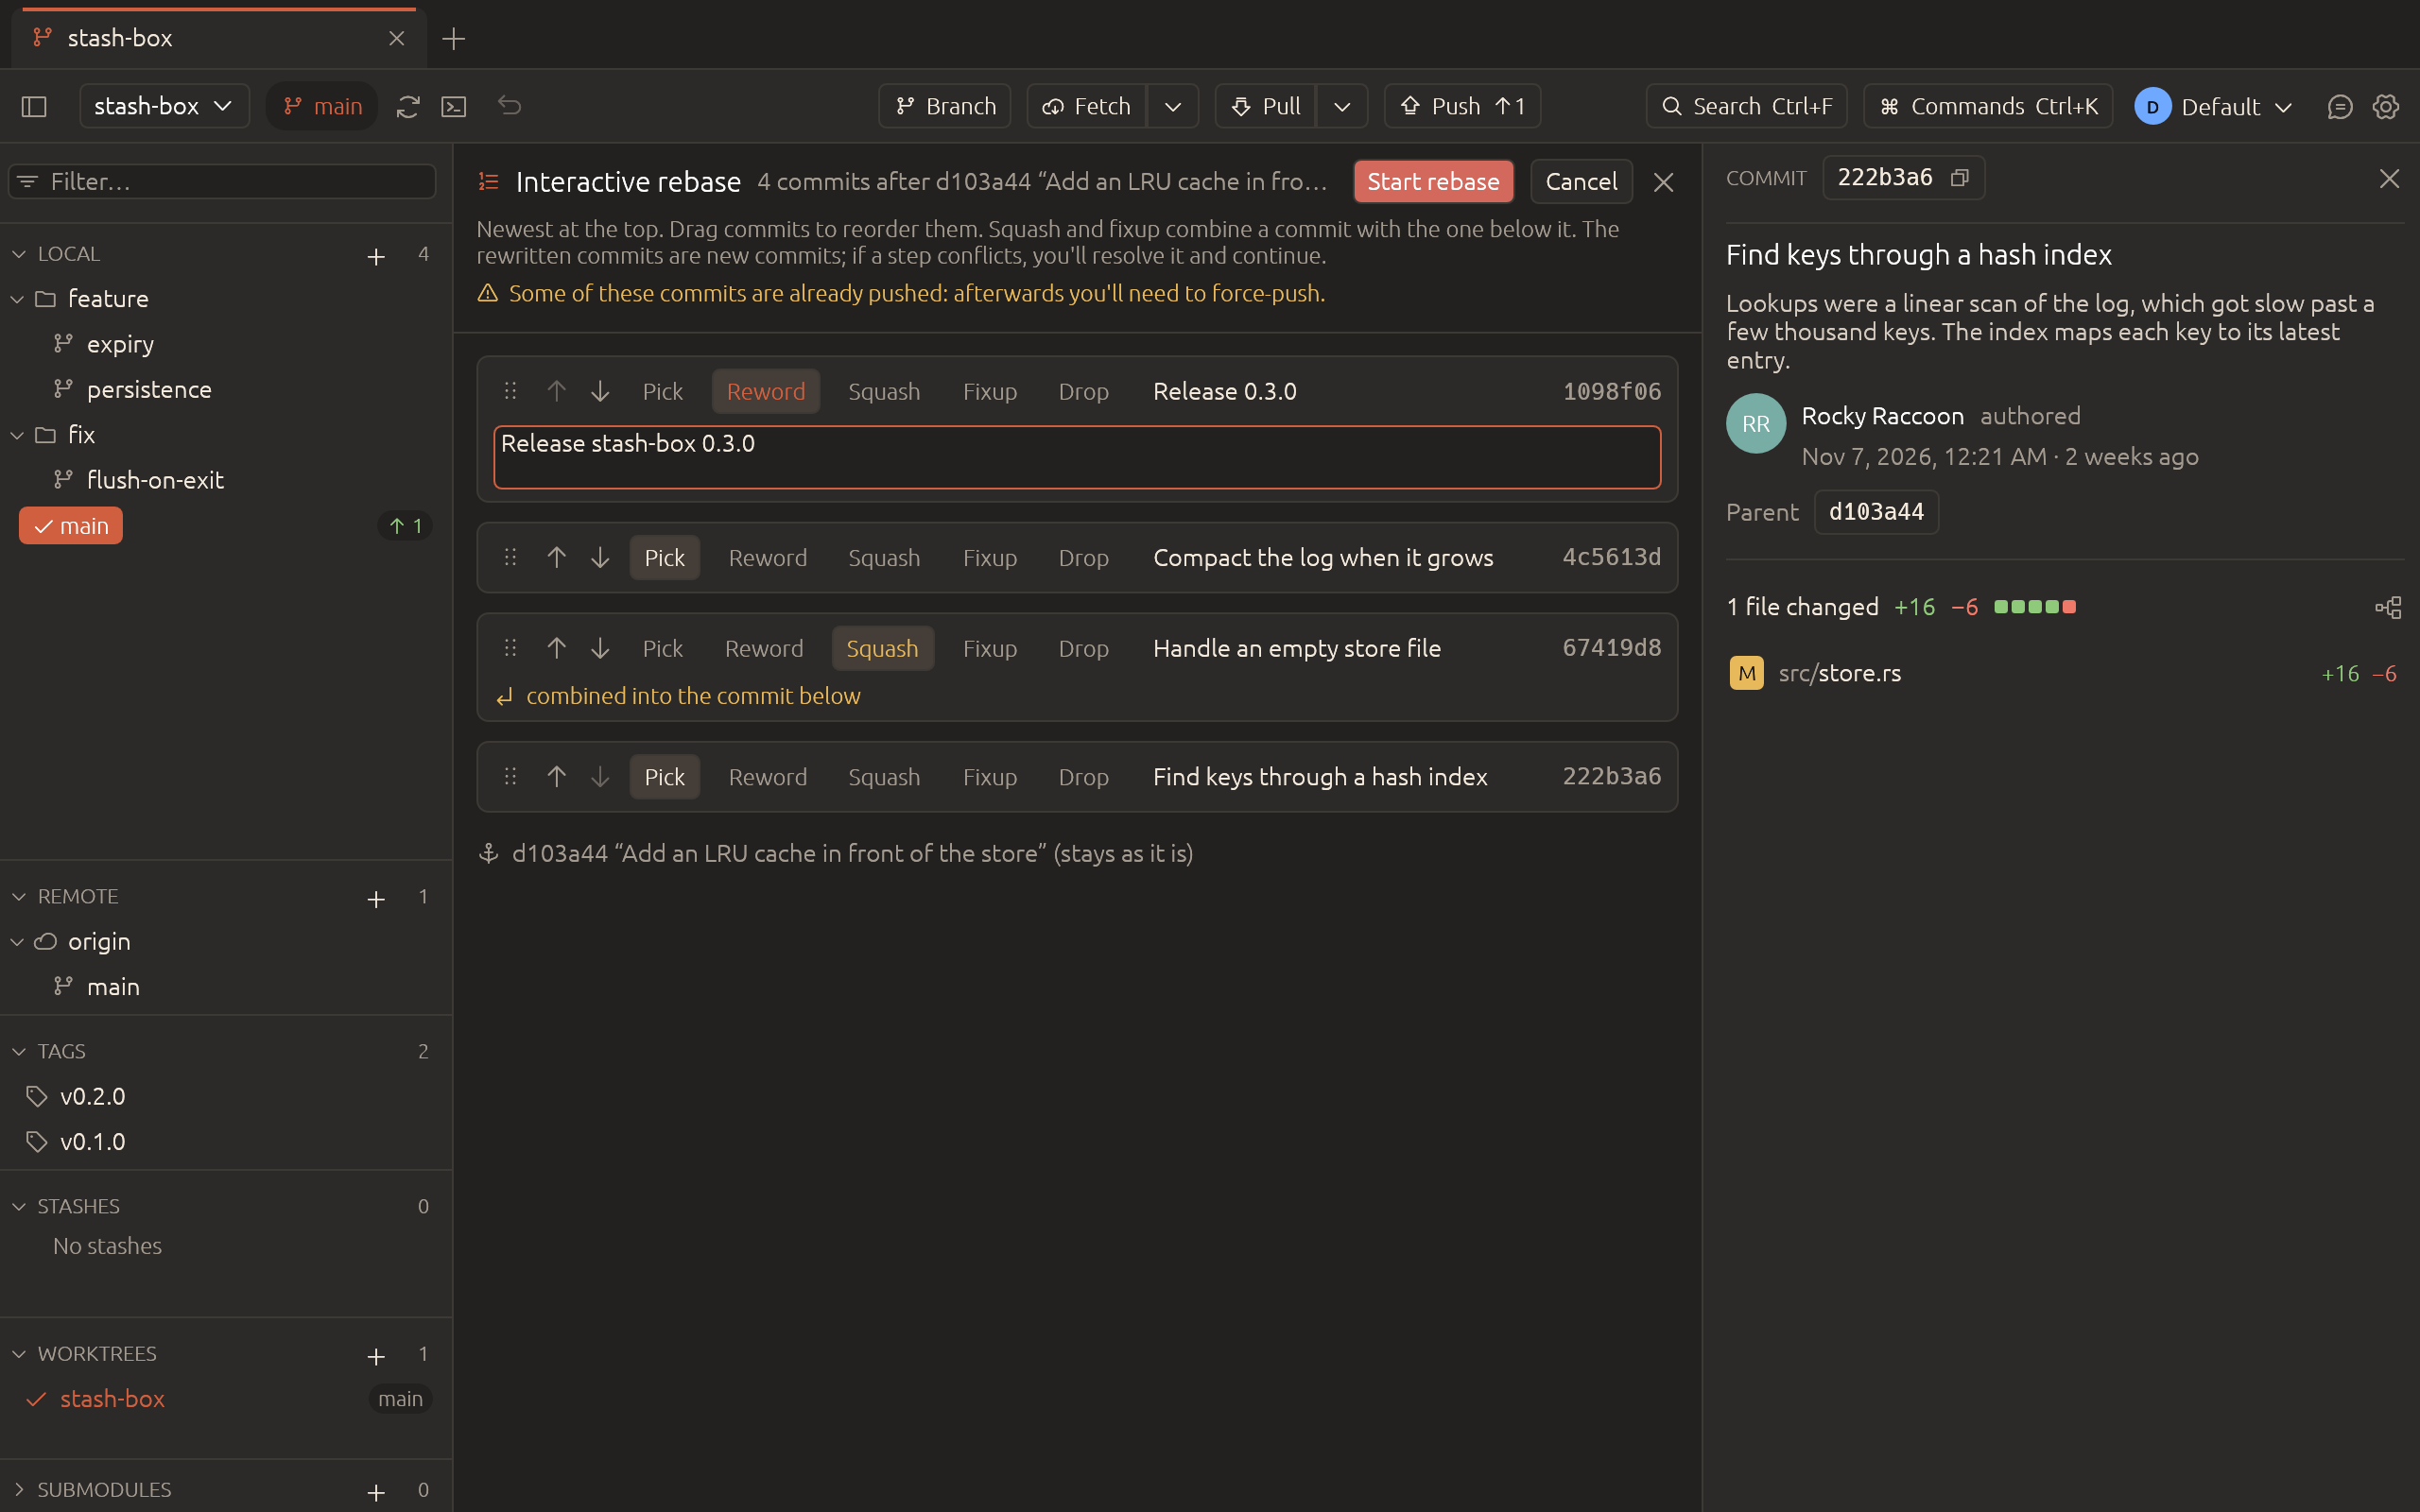 stash-box
stash-box
main
Branch
Fetch
Pull
Push ↑1
Search Ctrl+F
Commands Ctrl+K
D
Default
Filter…
LOCAL
4
feature
expiry
persistence
fix
flush-on-exit
main
↑ 1
REMOTE
1
origin
main
TAGS
2
v0.2.0
v0.1.0
STASHES
0
No stashes
WORKTREES
1
stash-box
main
SUBMODULES
0
Interactive rebase
4 commits after d103a44 “Add an LRU cache in fro…
Start rebase
Cancel
Newest at the top. Drag commits to reorder them. Squash and fixup combine a commit with the one below it. The
rewritten commits are new commits; if a step conflicts, you'll resolve it and continue.
Some of these commits are already pushed: afterwards you'll need to force-push.
Pick Reword Squash Fixup Drop Release 0.3.0 1098f06
Release stash-box 0.3.0
Pick Reword Squash Fixup Drop Compact the log when it grows 4c5613d
Pick Reword Squash Fixup Drop Handle an empty store file 67419d8
combined into the commit below
Pick Reword Squash Fixup Drop Find keys through a hash index 222b3a6
d103a44 “Add an LRU cache in front of the store” (stays as it is)
COMMIT 222b3a6
Find keys through a hash index
Lookups were a linear scan of the log, which got slow past a
few thousand keys. The index maps each key to its latest
entry.
RR
Rocky Raccoon authored
Nov 7, 2026, 12:21 AM · 2 weeks ago
Parent d103a44
1 file changed +16 −6
M src/store.rs +16 −6